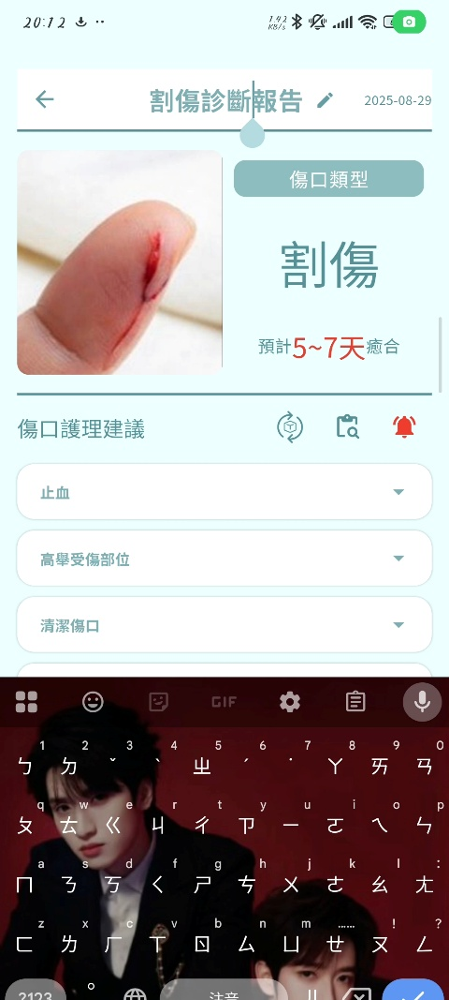 20:12
1.42
KB/s
割傷診斷報告
2025-08-29
傷口類型
割傷
預計5~7天癒合
傷口護理建議
止血
高舉受傷部位
清潔傷口
GIF
1 2 3 4 5 6 7 8 9 0
ㄅ ㄉ ˇ ˋ ㄓ ˊ ˙ ㄚ ㄞ ㄢ
q w e r t y u i o p
ㄆ ㄊ ㄍ ㄐ ㄔ ㄗ ㄧ ㄛ ㄟ ㄣ
a s d f g h j k l :
ㄇ ㄋ ㄎ ㄑ ㄕ ㄘ ㄨ ㄜ ㄠ ㄤ
z x c v b n m …… ! ?
ㄈ ㄌ ㄏ ㄒ ㄖ ㄙ ㄩ ㄝ ㄡ ㄥ
?123 ° 注音